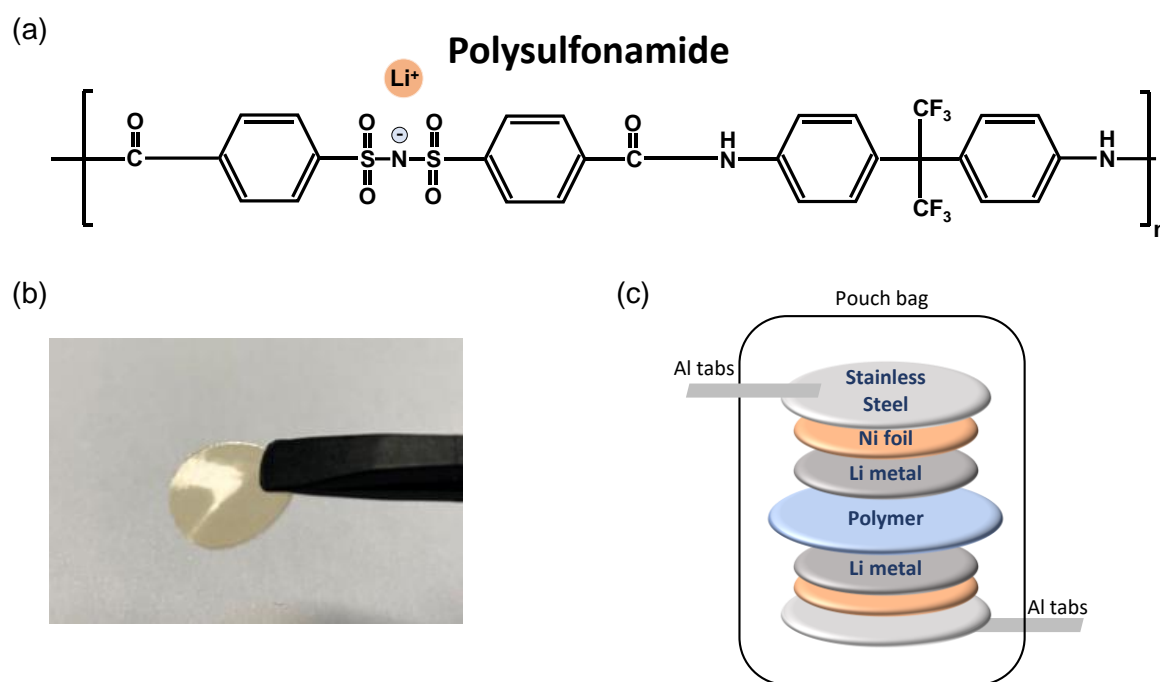 (a)
Polysulfonamide
Li⁺
O O O O O H CF₃ H
C S N⁻ S C N N
O O CF₃ n
(b)
(c)
Pouch bag
Al tabs
Stainless
Steel
Ni foil
Li metal
Polymer
Li metal
Al tabs